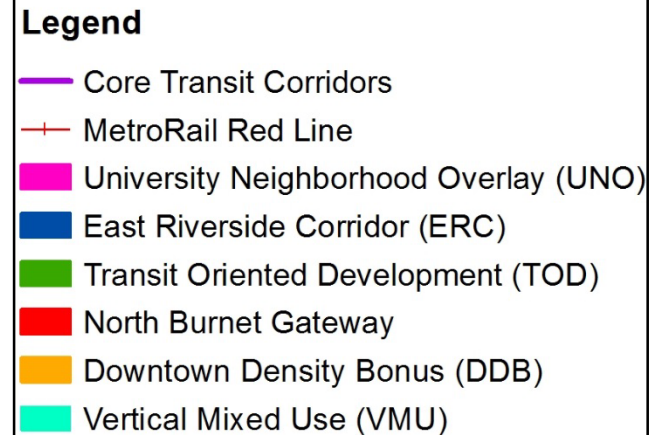 Legend
Core Transit Corridors
MetroRail Red Line
University Neighborhood Overlay (UNO)
East Riverside Corridor (ERC)
Transit Oriented Development (TOD)
North Burnet Gateway
Downtown Density Bonus (DDB)
Vertical Mixed Use (VMU)